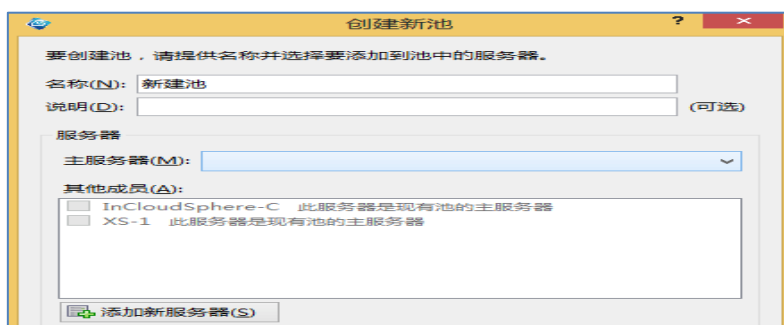 创建新池
?
要创建池，请提供名称并选择要添加到池中的服务器。
名称(N): 新建池
说明(D): (可选)
服务器
主服务器(M):
其他成员(A):
InCloudSphere-C 此服务器是现有池的主服务器
XS-1 此服务器是现有池的主服务器
添加新服务器(S)